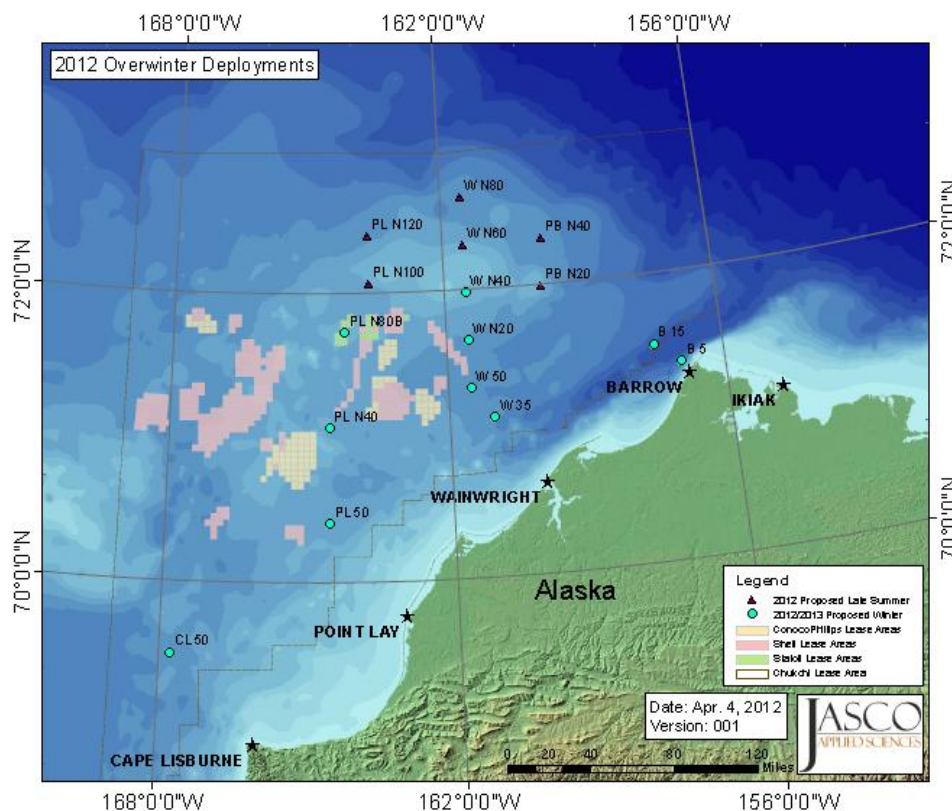 168°0'0"W 162°0'0"W 156°0'0"W
2012 Overwinter Deployments
W N80
PL N120
W N60
PB N40
72°0'0"N
PL N100
W N40
PB N20
72°0'0"N
PL N80B
W N20
B 15
B 5
BARROW
IKIAK
W 50
W 35
PL N40
WAINWRIGHT
PL 50
70°0'0"N
70°0'0"N
Alaska
POINT LAY
CL50
CAPE LISBURNE
Legend
2012 Proposed Late Summer
2012/2013 Proposed Winter
ConocoPhillips Lease Areas
Shell Lease Areas
Statoil Lease Areas
Chukchi Lease Area
Date: Apr. 4, 2012
Version: 001
JASCO
APPLIED SCIENCES
0 20 40 60 80 120
Miles
168°0'0"W 162°0'0"W 156°0'0"W